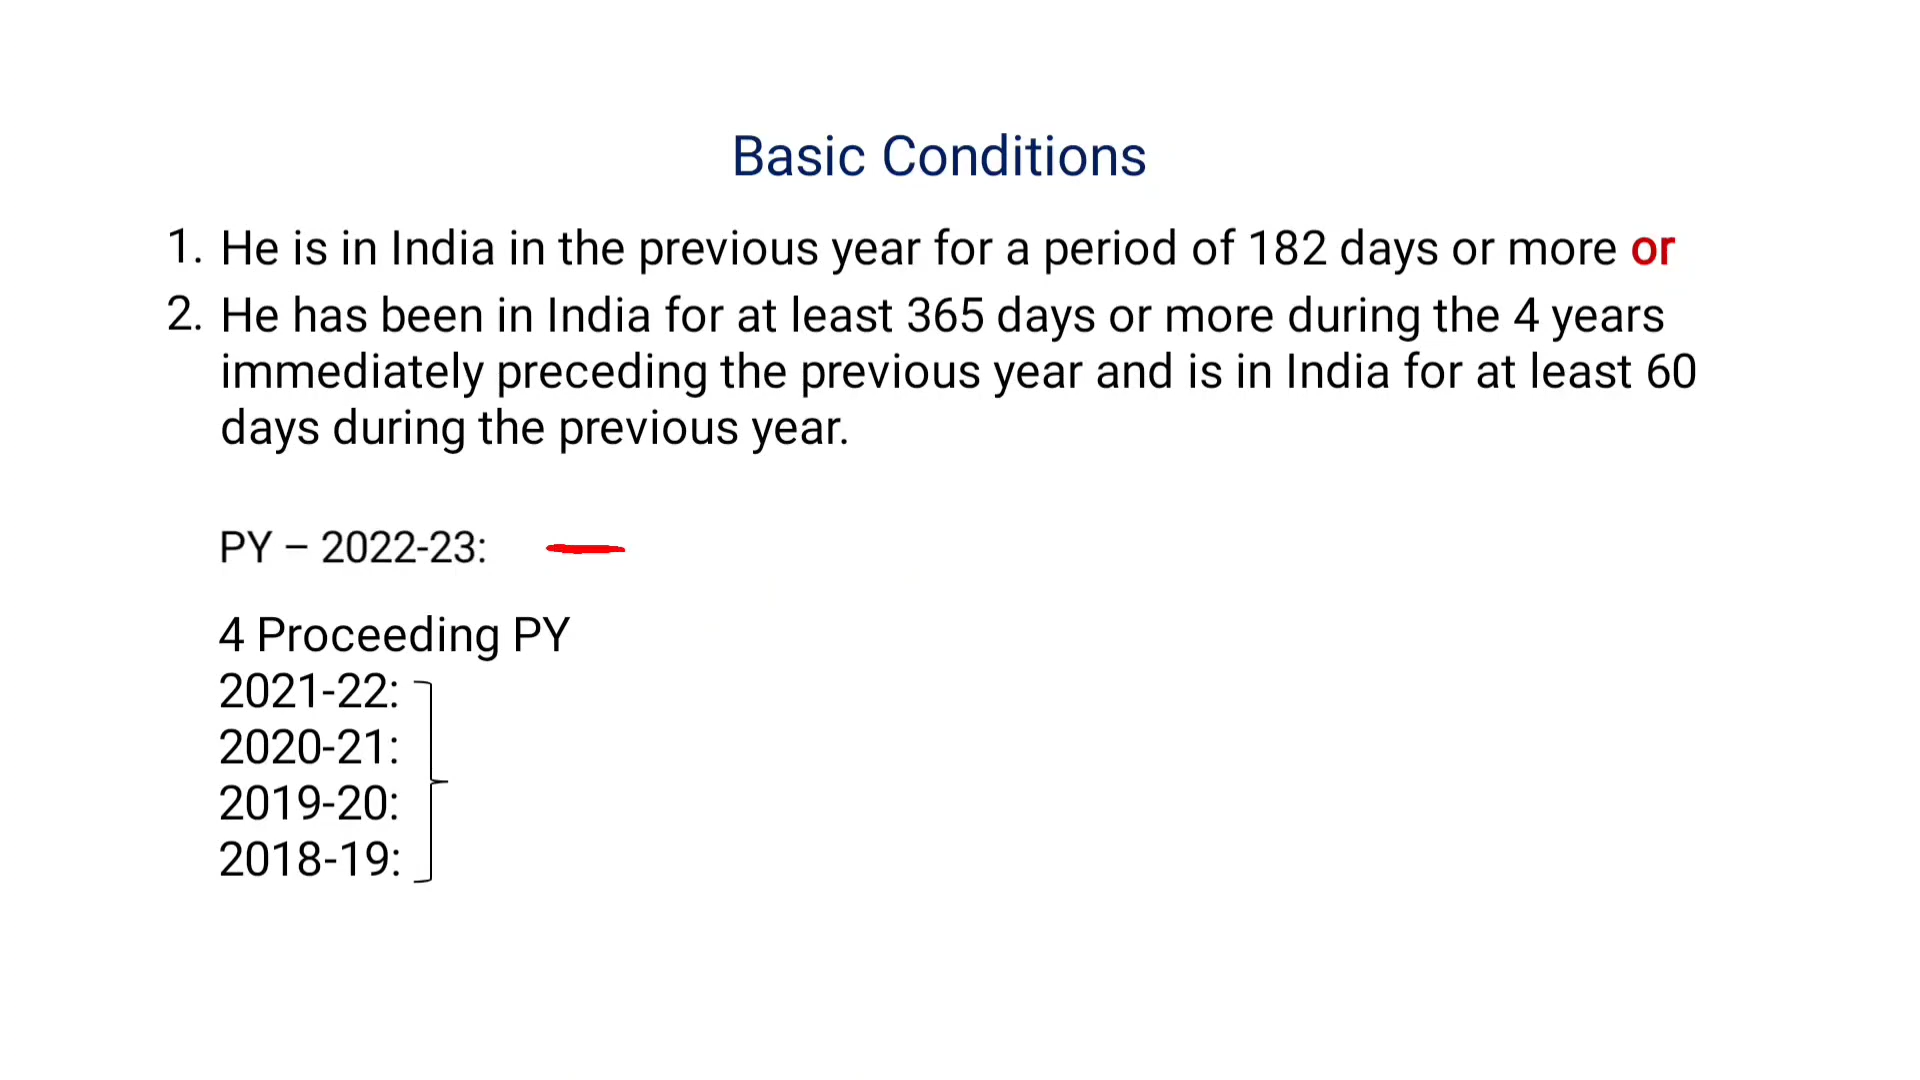 Basic Conditions
1. He is in India in the previous year for a period of 182 days or more or
2. He has been in India for at least 365 days or more during the 4 years
immediately preceding the previous year and is in India for at least 60
days during the previous year.
PY – 2022-23:
4 Proceeding PY
2021-22:
2020-21:
2019-20:
2018-19: